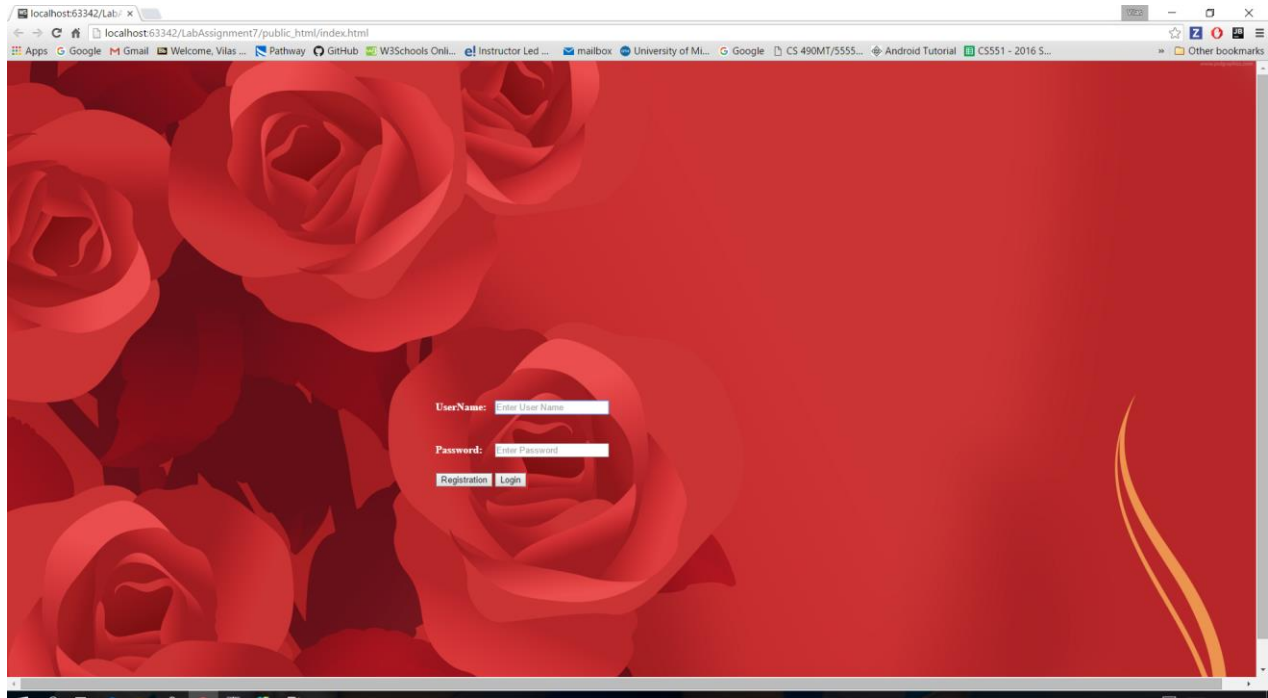 localhost:63342/Lab
localhost:63342/LabAssignment7/public_html/index.html
Apps G Google Gmail Welcome, Vilas ... Pathway GitHub W3Schools Onli... Instructor Led ... mailbox University of Mi... G Google CS 490MT/5555... Android Tutorial CS551 - 2016 S... » Other bookmarks
UserName: Enter User Name
Password: Enter Password
Registration Login